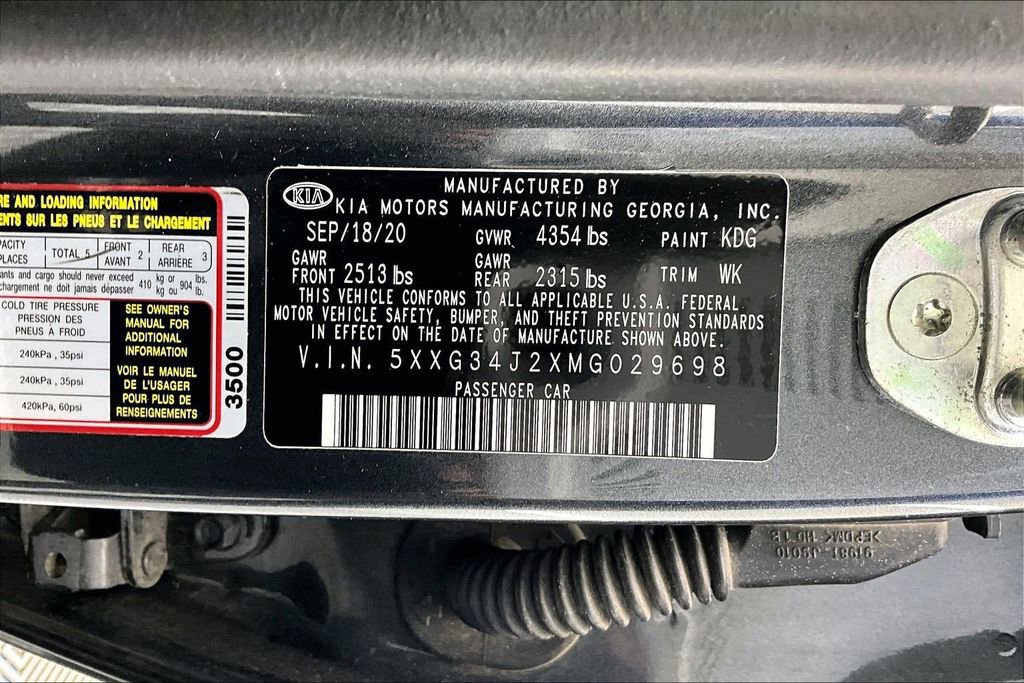 RE AND LOADING INFORMATION
ENTS SUR LES PNEUS ET LE CHARGEMENT
TOTAL 5
FRONT AVANT 2
REAR ARRIÈRE 3
ants and cargo should never exceed 410 kg or 904 lbs.
chargement ne doit jamais dépasser kg ou lb.
COLD TIRE PRESSURE
PRESSION DES
PNEUS À FROID
240kPa , 35psi
240kPa , 35psi
420kPa, 60psi
SEE OWNER'S
MANUAL FOR
ADDITIONAL
INFORMATION
VOIR LE MANUEL
DE L'USAGER
POUR PLUS DE
RENSEIGNEMENTS
3500
KIA
MANUFACTURED BY
KIA MOTORS MANUFACTURING GEORGIA, INC.
SEP/18/20 GVWR 4354 lbs PAINT KDG
GAWR FRONT 2513 lbs GAWR REAR 2315 lbs TRIM WK
THIS VEHICLE CONFORMS TO ALL APPLICABLE U.S.A. FEDERAL
MOTOR VEHICLE SAFETY, BUMPER, AND THEFT PREVENTION STANDARDS
IN EFFECT ON THE DATE OF MANUFACTURE SHOWN ABOVE.
V.I.N. 5XXG34J2XMG029698
PASSENGER CAR